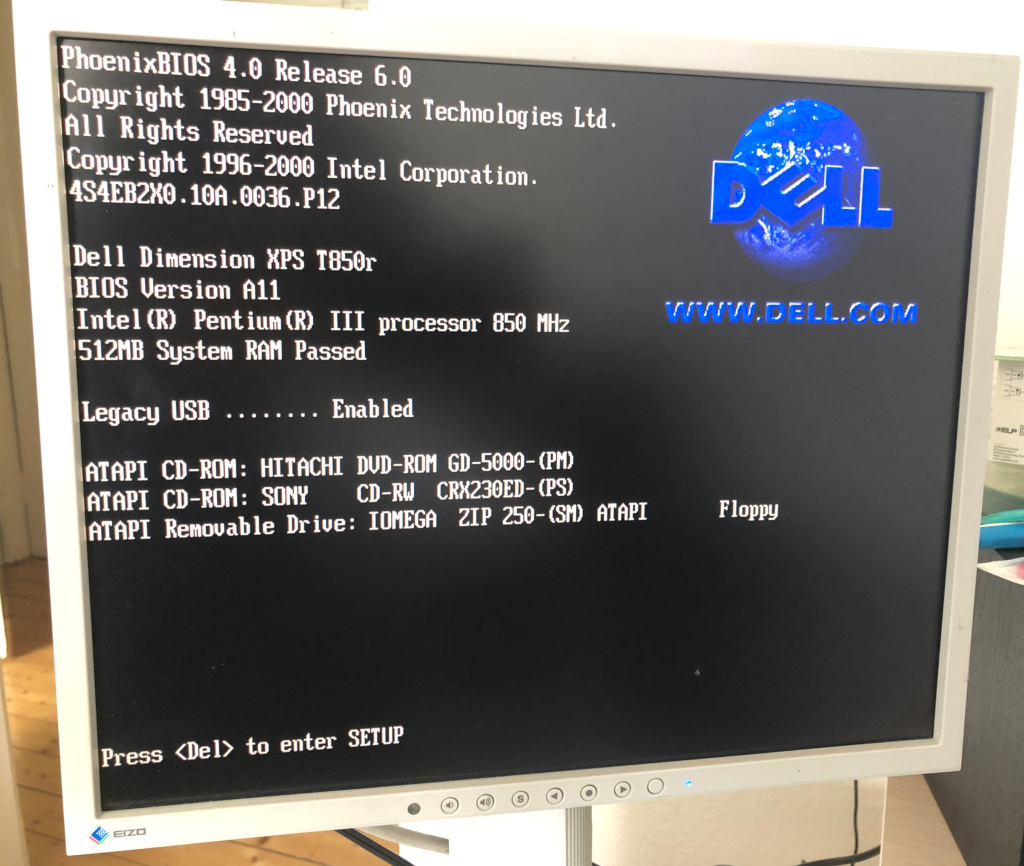 PhoenixBIOS 4.0 Release 6.0
Copyright 1985-2000 Phoenix Technologies Ltd.
All Rights Reserved
Copyright 1996-2000 Intel Corporation.
4S4EB2X0.10A.0036.P12
DELL
WWW.DELL.COM
Dell Dimension XPS T850r
BIOS Version A11
Intel(R) Pentium(R) III processor 850 MHz
512MB System RAM Passed
Legacy USB ........ Enabled
ATAPI CD-ROM: HITACHI DVD-ROM GD-5000-(PM)
ATAPI CD-ROM: SONY CD-RW CRX230ED-(PS)
ATAPI Removable Drive: IOMEGA ZIP 250-(SM) ATAPI Floppy
Press <Del> to enter SETUP
S
EIZO